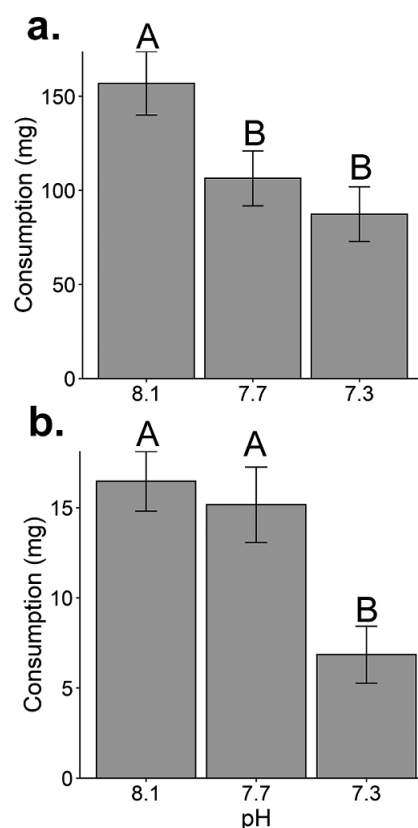 a.
A
B
B
Consumption (mg)
150
100
50
0
8.1 7.7 7.3
b.
A
A
B
Consumption (mg)
15
10
5
0
8.1 7.7 7.3
pH